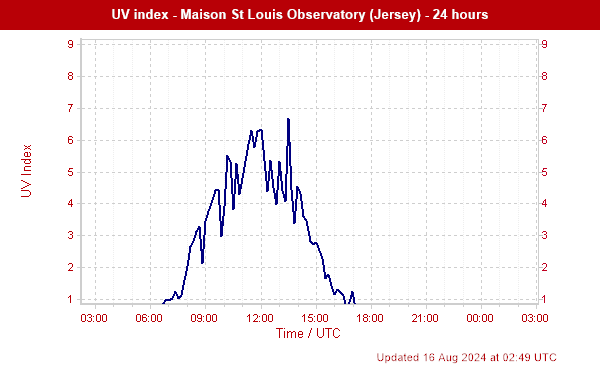 UV index - Maison St Louis Observatory (Jersey) - 24 hours
9 9
8 8
7 7
6 6
5 5
4 4
3 3
2 2
1 1
UV Index
03:00 06:00 09:00 12:00 15:00 18:00 21:00 00:00 03:00
Time / UTC
Updated 16 Aug 2024 at 02:49 UTC